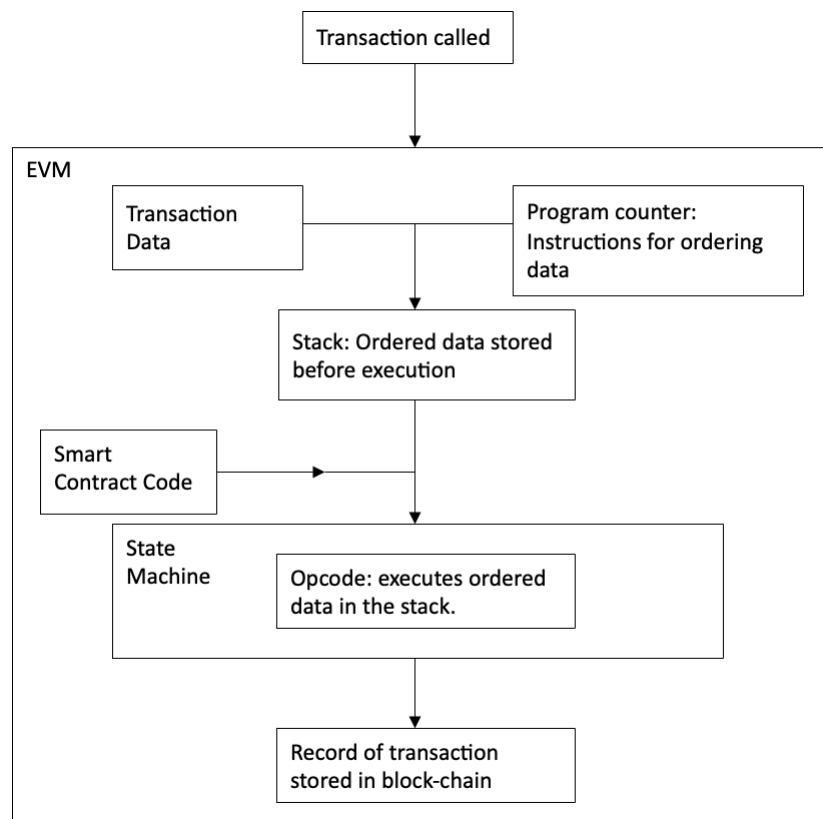 Transaction called
EVM
Transaction
Data
Program counter:
Instructions for ordering
data
Stack: Ordered data stored
before execution
Smart
Contract Code
State
Machine
Opcode: executes ordered
data in the stack.
Record of transaction
stored in block-chain